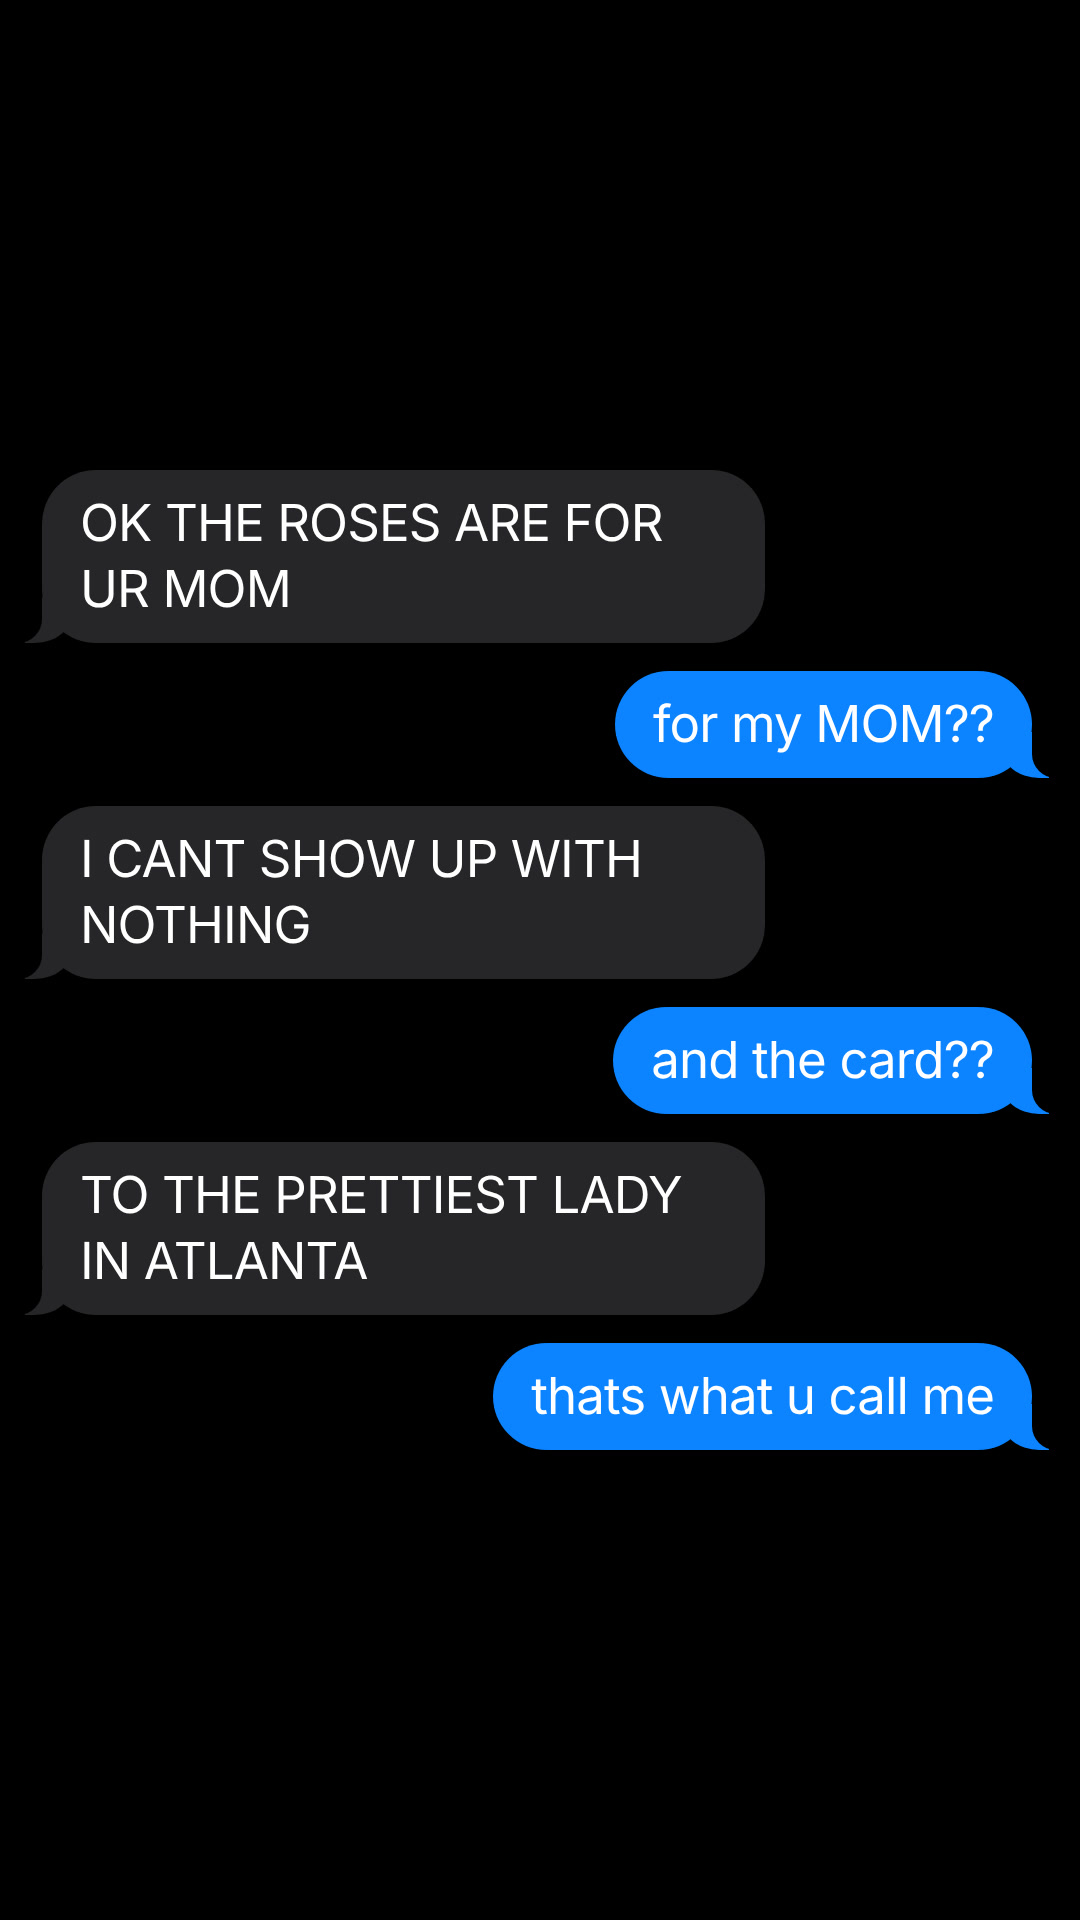 OK THE ROSES ARE FOR
UR MOM
for my MOM??
I CANT SHOW UP WITH
NOTHING
and the card??
TO THE PRETTIEST LADY
IN ATLANTA
thats what u call me